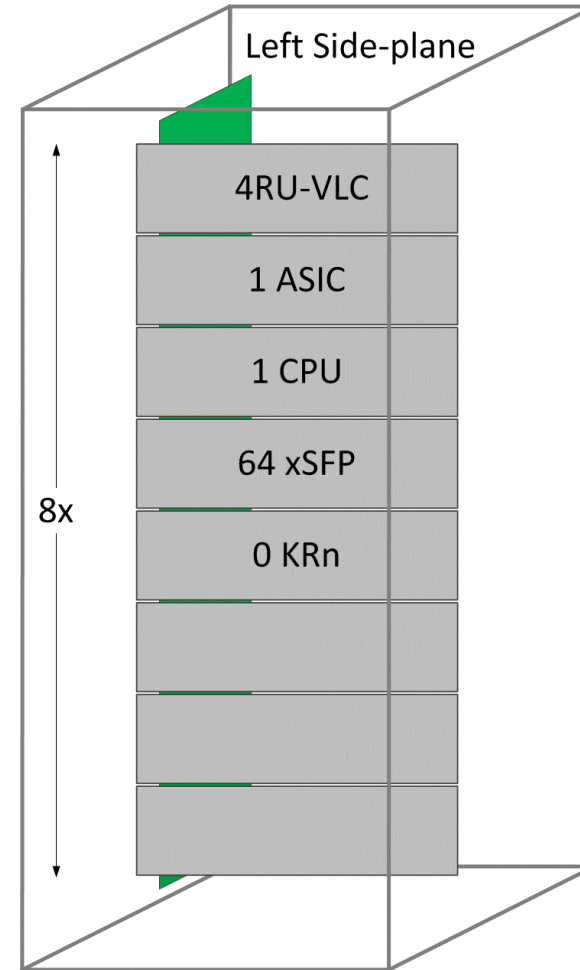 Left Side-plane
4RU-VLC
1 ASIC
1 CPU
64 xSFP
8x
0 KRn